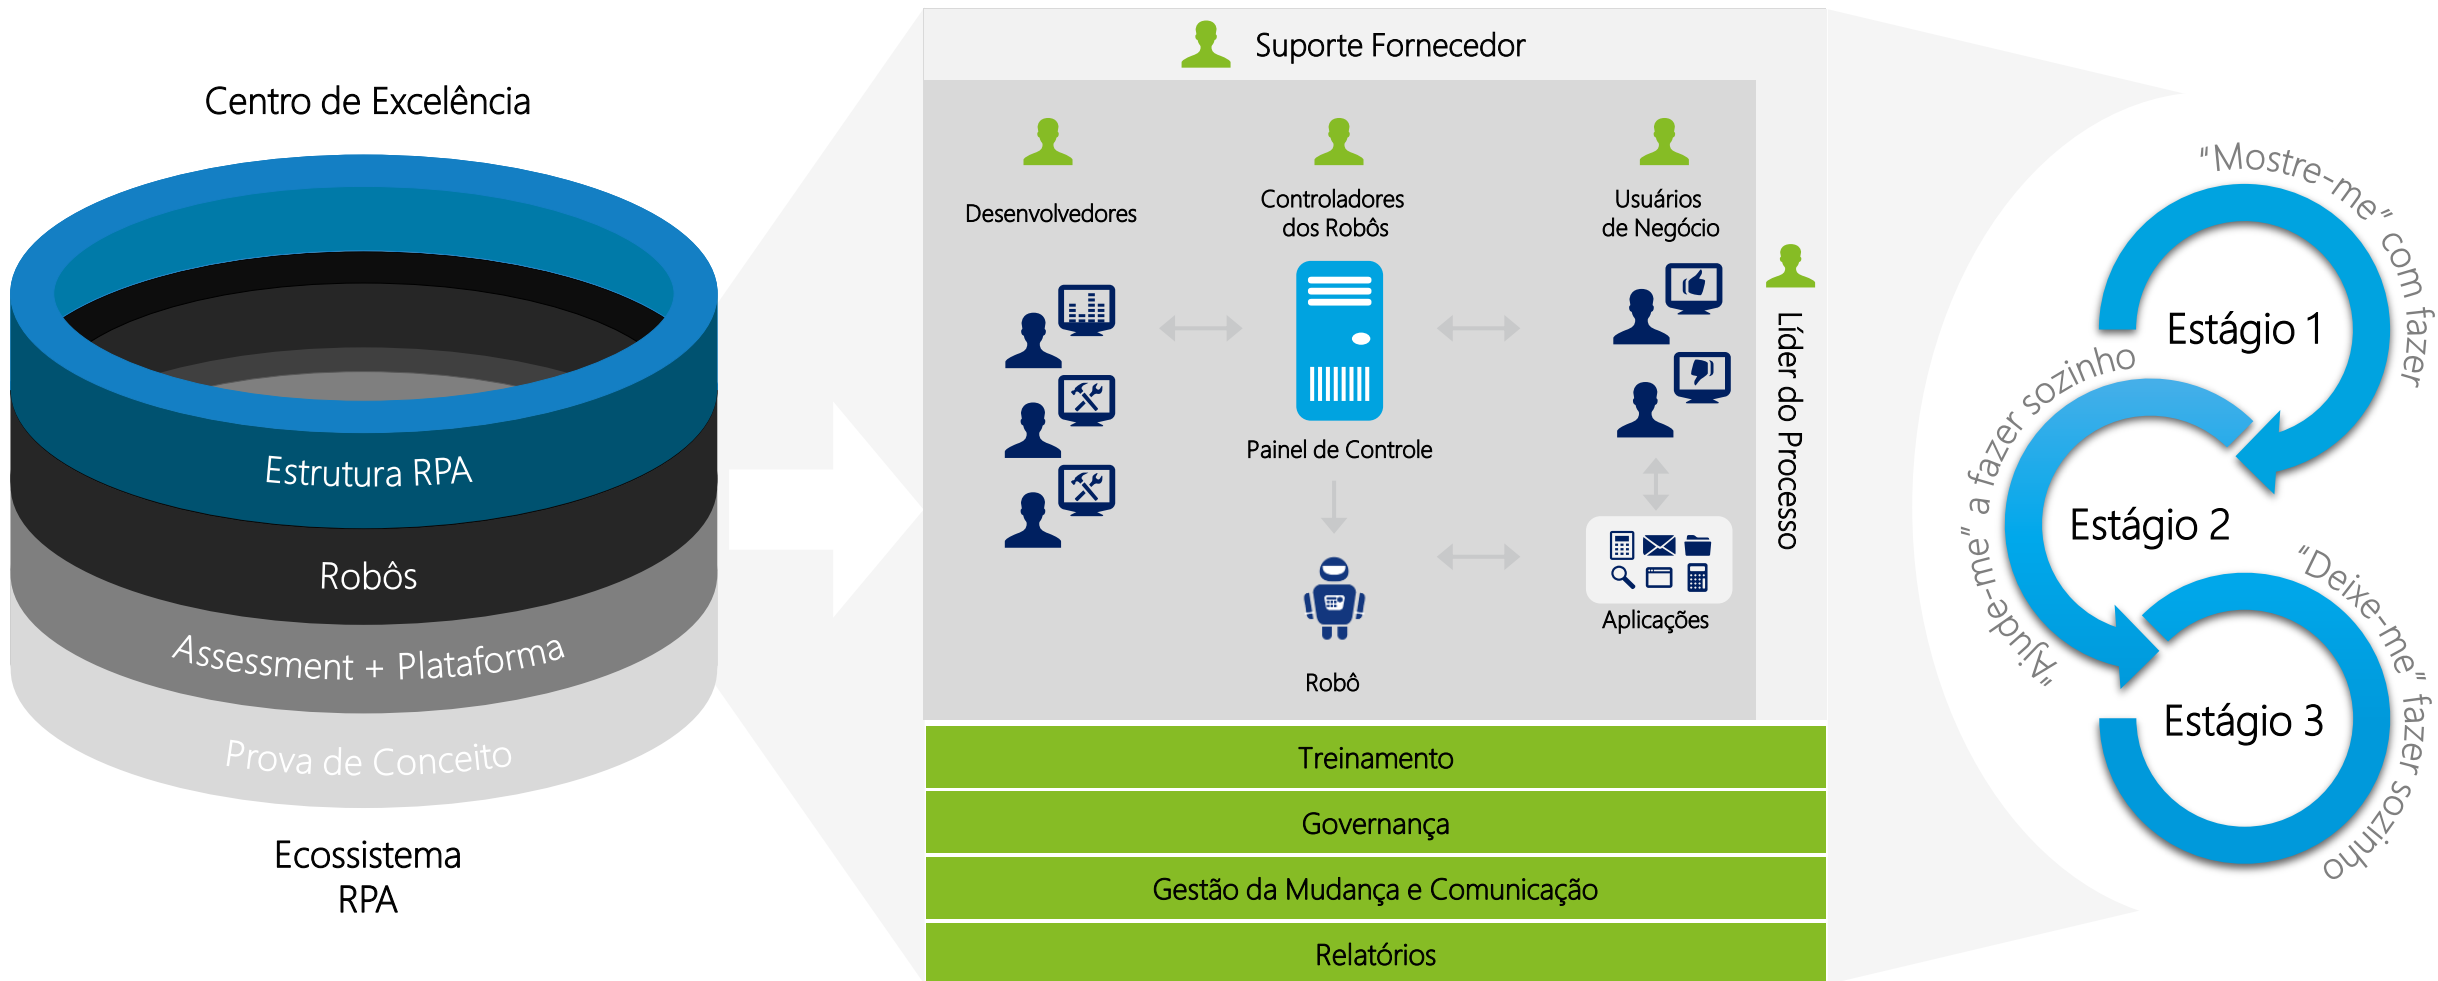 Centro de Excelência
Estrutura RPA
Robôs
Assessment + Plataforma
Prova de Conceito
Ecossistema
RPA
Suporte Fornecedor
Desenvolvedores
Controladores
dos Robôs
Usuários
de Negócio
Painel de Controle
Robô
Aplicações
Líder do Processo
Treinamento
Governança
Gestão da Mudança e Comunicação
Relatórios
"Mostre-me" com fazer
Estágio 1
"Ajude-me" a fazer sozinho
Estágio 2
"Deixe-me" fazer sozinho
Estágio 3